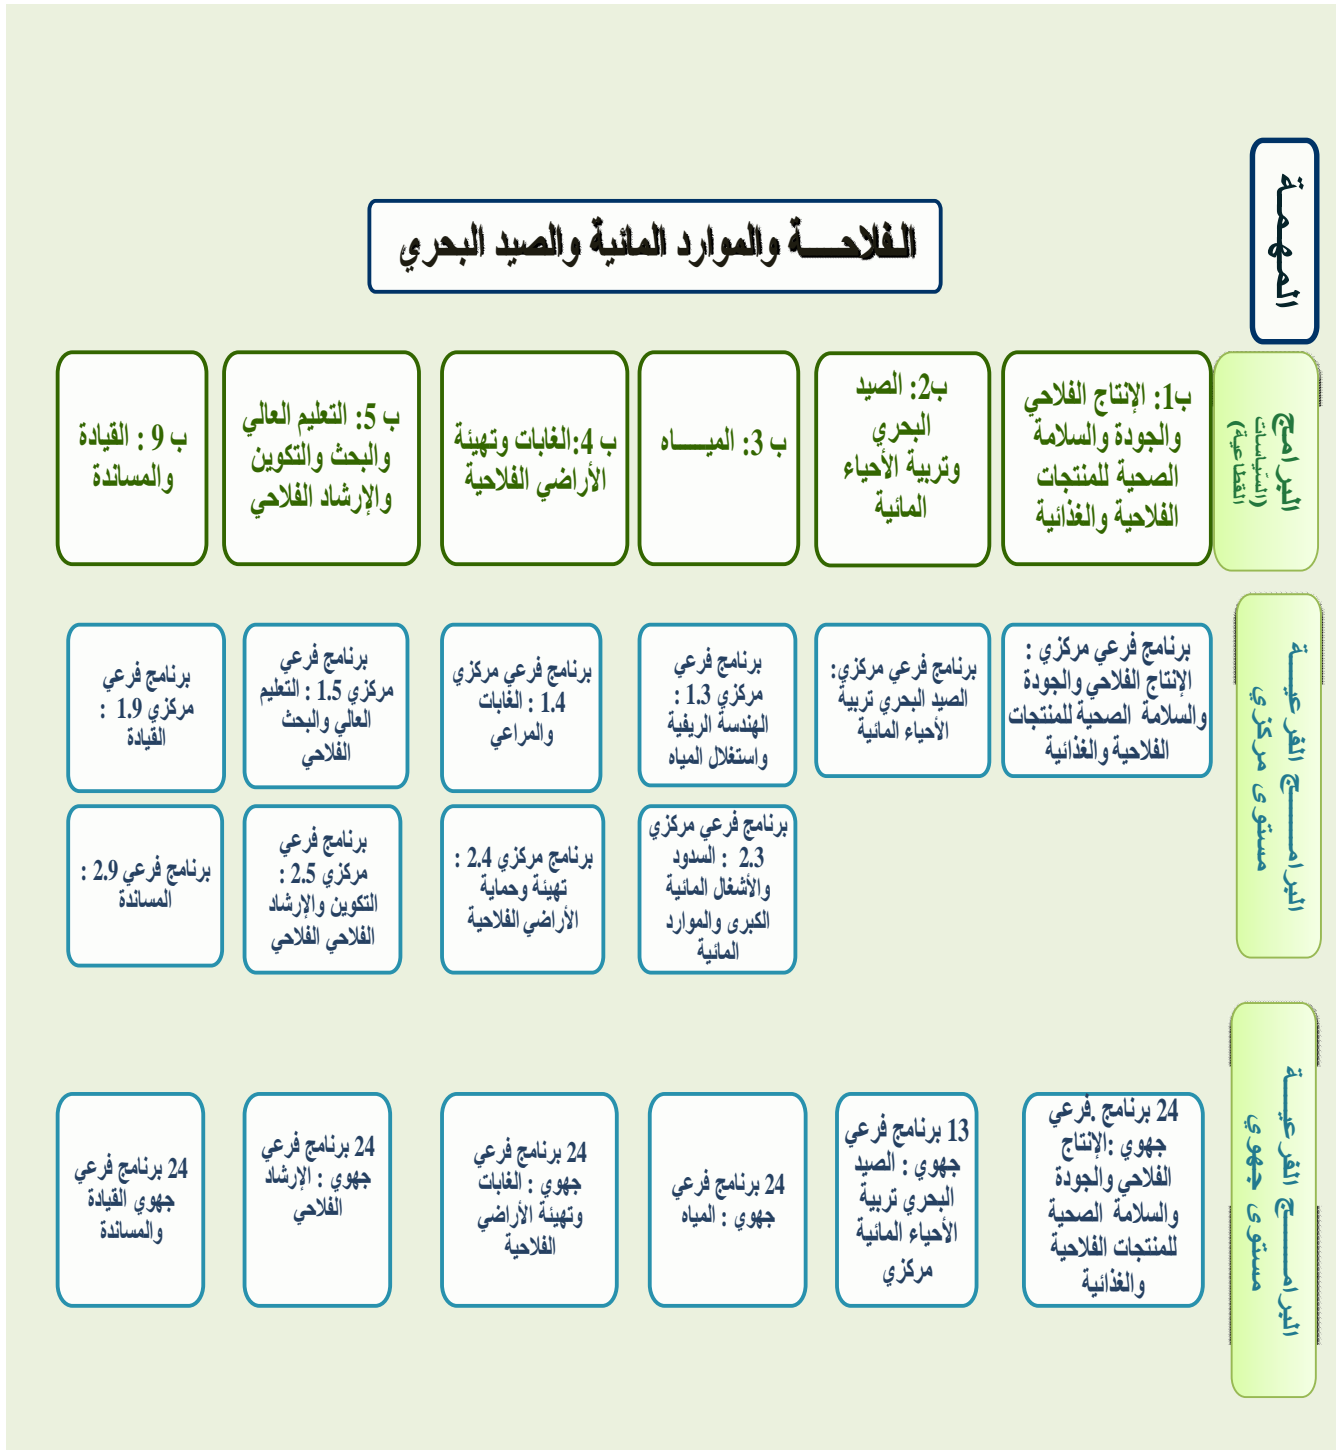 المهمـة
الفلاحـــة والموارد المائية والصيد البحري
البرامج
(السياسات
القطاعية)
ب1: الإنتاج الفلاحي
والجودة والسلامة
الصحية للمنتجات
الفلاحية والغذائية
ب2: الصيد
البحري
وتربية الأحياء
المائية
ب 3: الميـــــاه
ب 4:الغابات وتهيئة
الأراضي الفلاحية
ب 5: التعليم العالي
والبحث والتكوين
والإرشاد الفلاحي
ب 9 : القيادة
والمساندة
البرامـــــج الفرعيـــة
مستوى مركزي
برنامج فرعي مركزي :
الإنتاج الفلاحي والجودة
والسلامة الصحية للمنتجات
الفلاحية والغذائية
برنامج فرعي مركزي:
الصيد البحري تربية
الأحياء المائية
برنامج فرعي
مركزي 1.3 :
الهندسة الريفية
واستغلال المياه
برنامج فرعي مركزي
1.4 : الغابات
والمراعي
برنامج فرعي
مركزي 1.5 : التعليم
العالي والبحث
الفلاحي
برنامج فرعي
مركزي 1.9 :
القيادة
برنامج فرعي مركزي
2.3 : السدود
والأشغال المائية
الكبرى والموارد
المائية
برنامج مركزي 2.4 :
تهيئة وحماية
الأراضي الفلاحية
برنامج فرعي
مركزي 2.5 :
التكوين والإرشاد
الفلاحي الفلاحي
برنامج فرعي 2.9 :
المساندة
البرامـــــج الفرعيـــة
مستوى جهوي
24 برنامج .فرعي
جهوي :الإنتاج
الفلاحي والجودة
والسلامة الصحية
للمنتجات الفلاحية
والغذائية
13 برنامج فرعي
جهوي : الصيد
البحري تربية
الأحياء المائية
مركزي
24 برنامج فرعي
جهوي : المياه
24 برنامج فرعي
جهوي : الغابات
وتهيئة الأراضي
الفلاحية
24 برنامج فرعي
جهوي : الإرشاد
الفلاحي
24 برنامج فرعي
جهوي القيادة
والمساندة